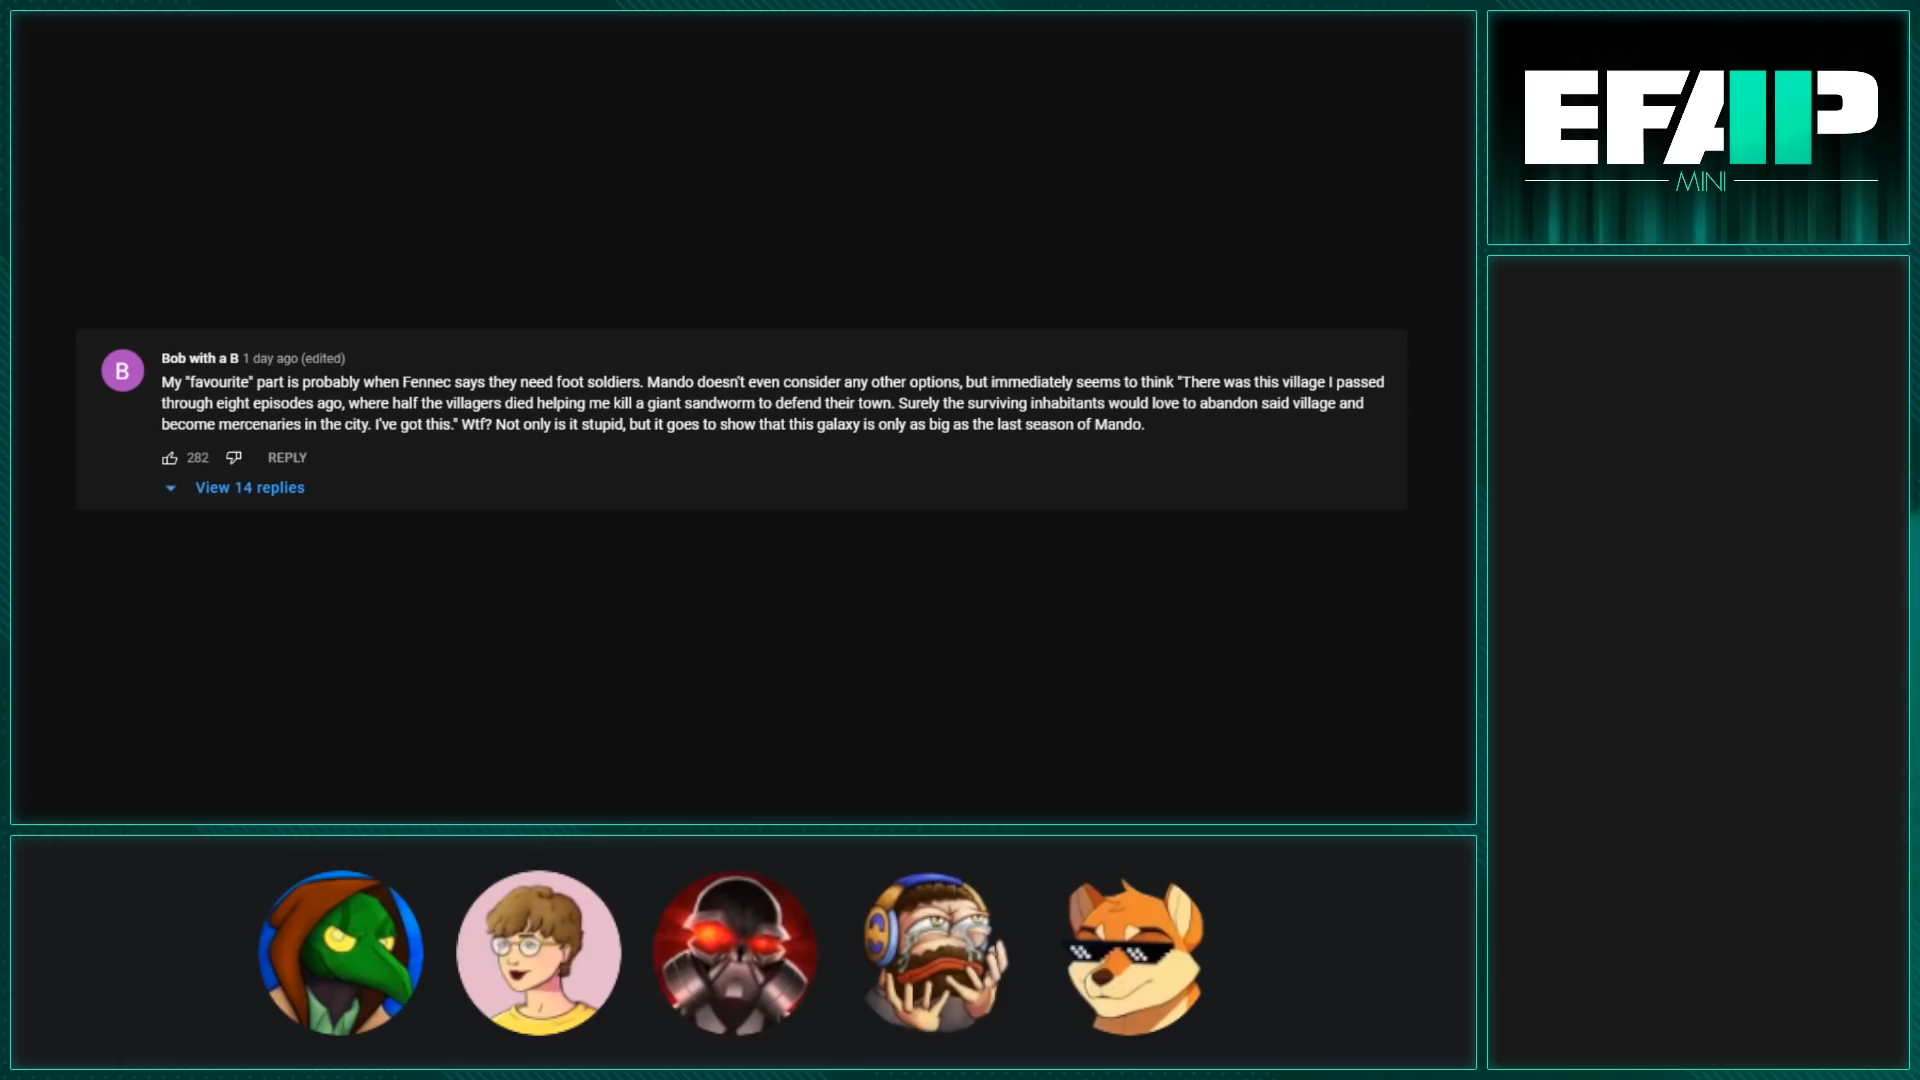 EFAP
MINI
B
Bob with a B 1 day ago (edited)
My "favourite" part is probably when Fennec says they need foot soldiers. Mando doesn't even consider any other options, but immediately seems to think "There was this village I passed
through eight episodes ago, where half the villagers died helping me kill a giant sandworm to defend their town. Surely the surviving inhabitants would love to abandon said village and
become mercenaries in the city. I've got this." Wtf? Not only is it stupid, but it goes to show that this galaxy is only as big as the last season of Mando.
282 REPLY
View 14 replies